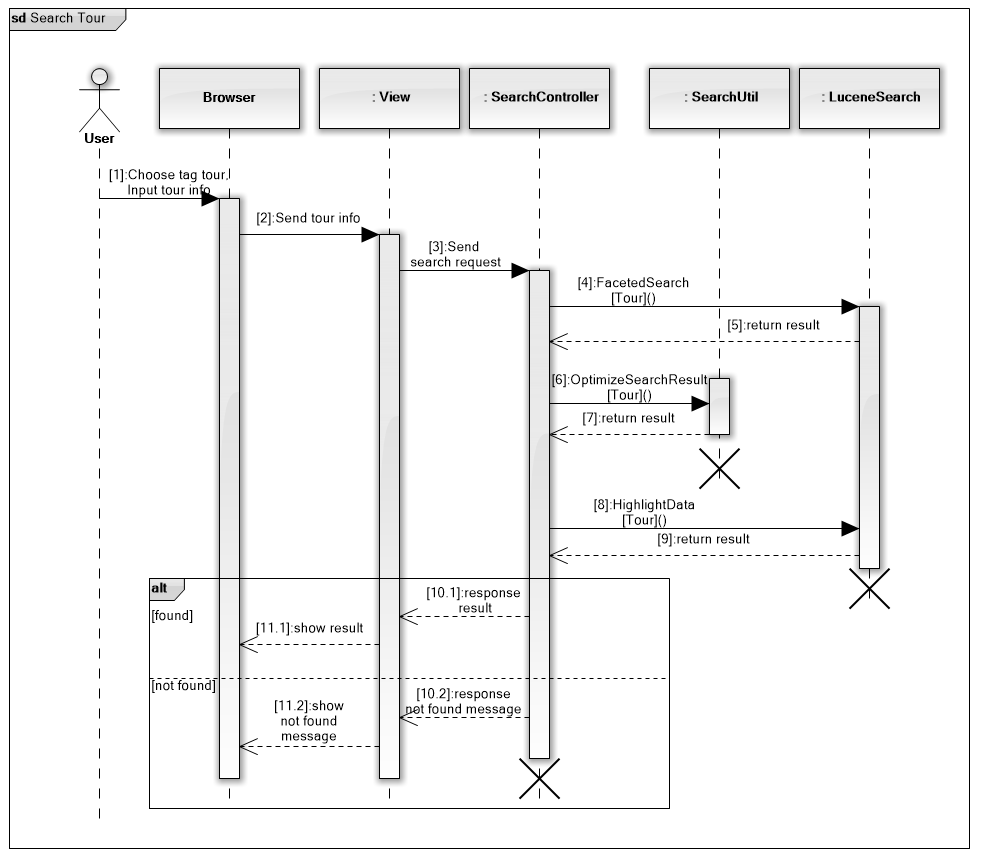 sd Search Tour
User
Browser
: View
: SearchController
: SearchUtil
: LuceneSearch
[1]:Choose tag tour,
Input tour info
[2]:Send tour info
[3]:Send
search request
[4]:FacetedSearch
[Tour]()
[5]:return result
[6]:OptimizeSearchResult
[Tour]()
[7]:return result
[8]:HighlightData
[Tour]()
[9]:return result
alt
[found]
[10.1]:response
result
[11.1]:show result
[not found]
[10.2]:response
not found message
[11.2]:show
not found
message